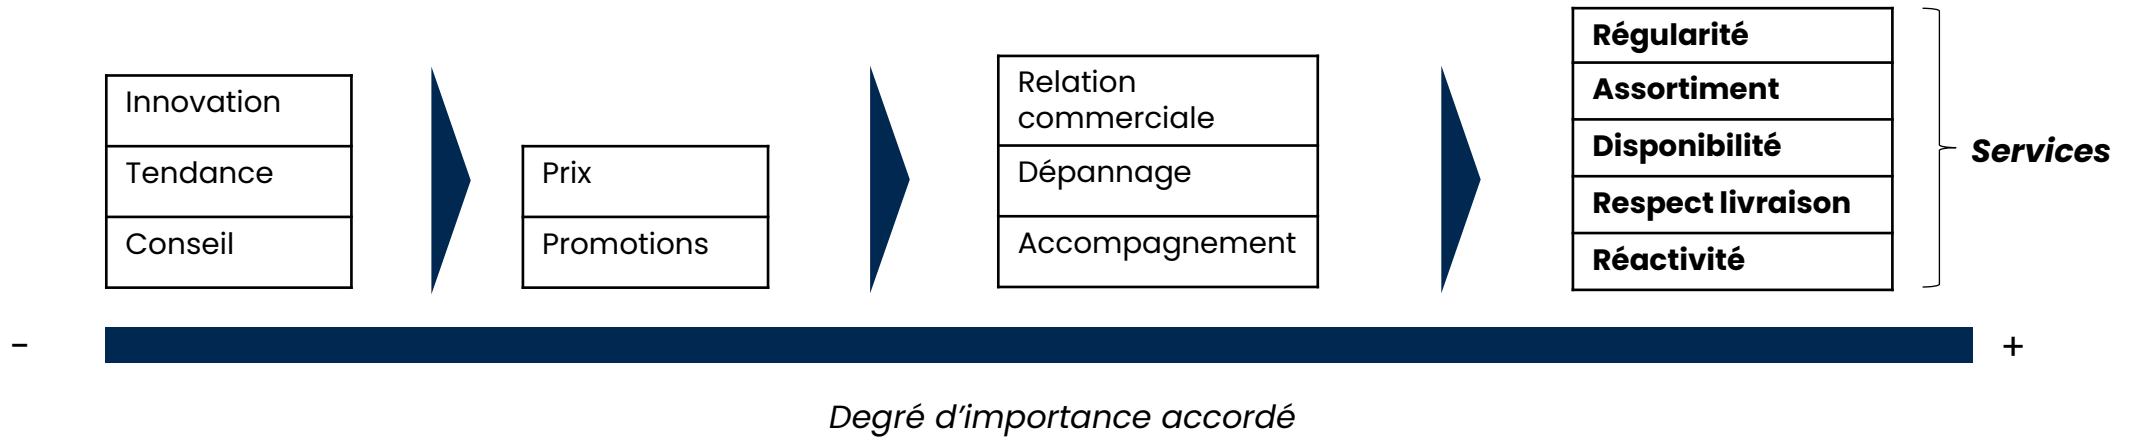 Innovation
Tendance
Conseil
Prix
Promotions
Relation
commerciale
Dépannage
Accompagnement
Régularité
Assortiment
Disponibilité
Respect livraison
Réactivité
Services
-
+
Degré d’importance accordé